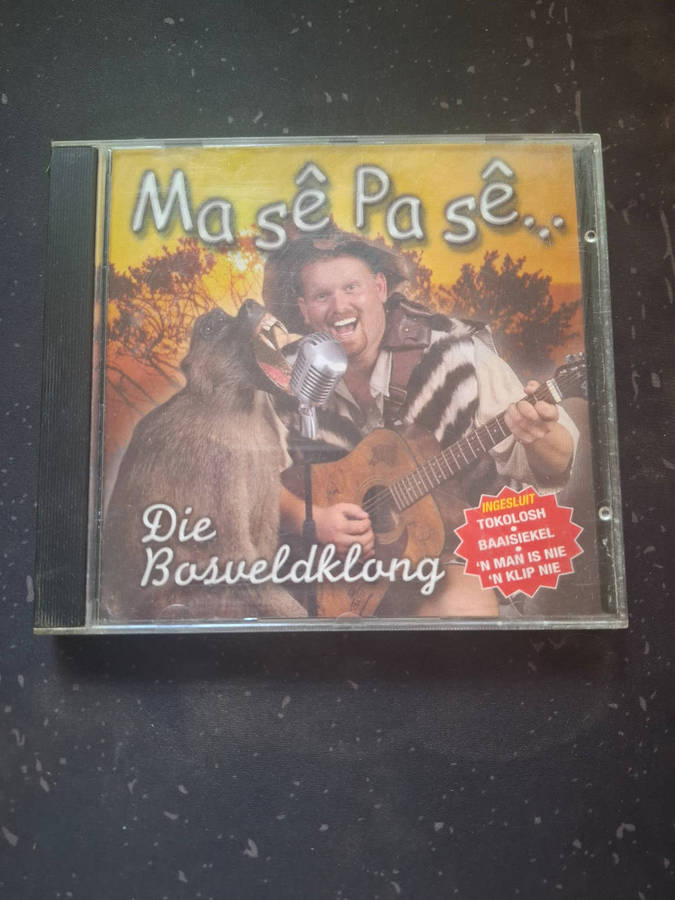 Ma sê Pa sê...
Die
Bosveldklong
INGESLUIT
TOKOLOSH
•
BAAISIEKEL
•
'N MAN IS NIE
'N KLIP NIE